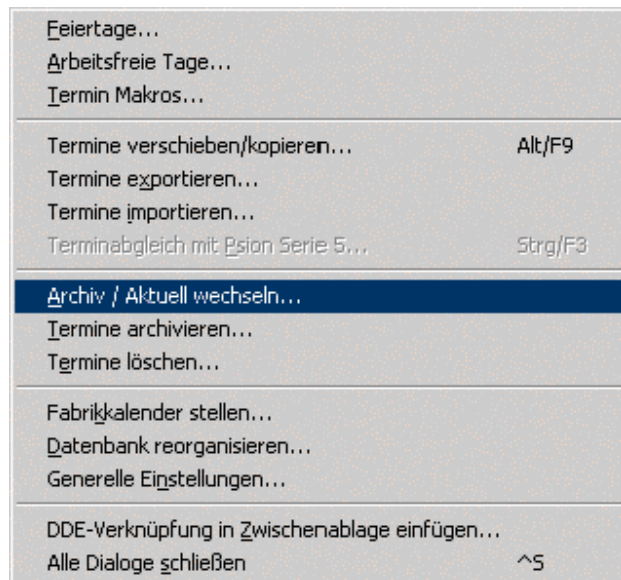 Feiertage...
Arbeitsfreie Tage...
Termin Makros...
Termine verschieben/kopieren... Alt/F9
Termine exportieren...
Termine importieren...
Terminabgleich mit Psion Serie 5... Strg/F3
Archiv / Aktuell wechseln...
Termine archivieren...
Termine löschen...
Fabrikkalender stellen...
Datenbank reorganisieren...
Generelle Einstellungen...
DDE-Verknüpfung in Zwischenablage einfügen...
Alle Dialoge schließen ^S